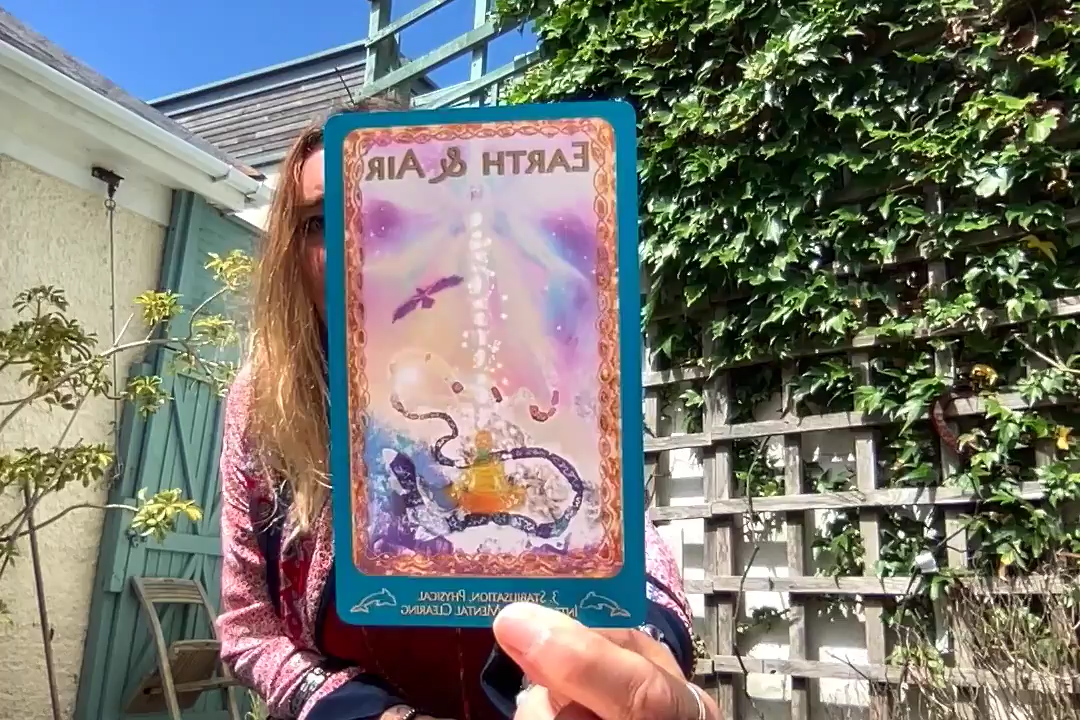 EARTH & AIR
3. STABILISATION, PHYSICAL
MENTAL CLEARING